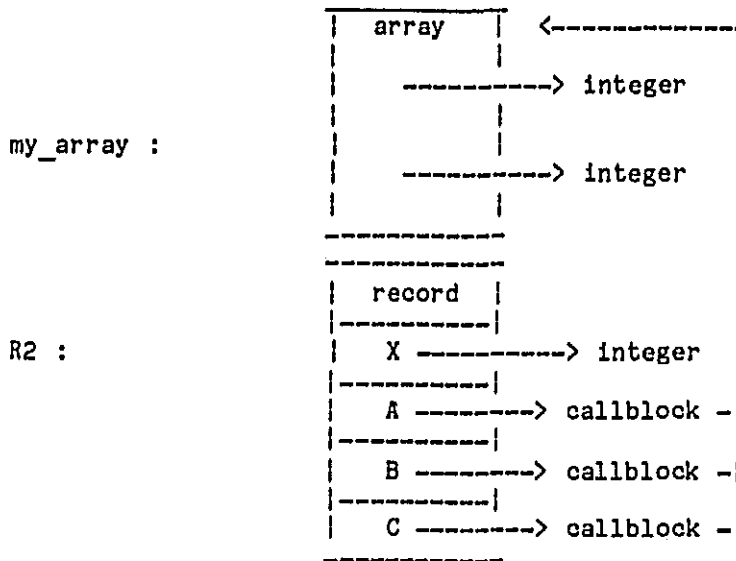 array <-----------
-------> integer
my_array :
-------> integer
record
R2 : X -------> integer
A -------> callblock -
B -------> callblock -
C -------> callblock -